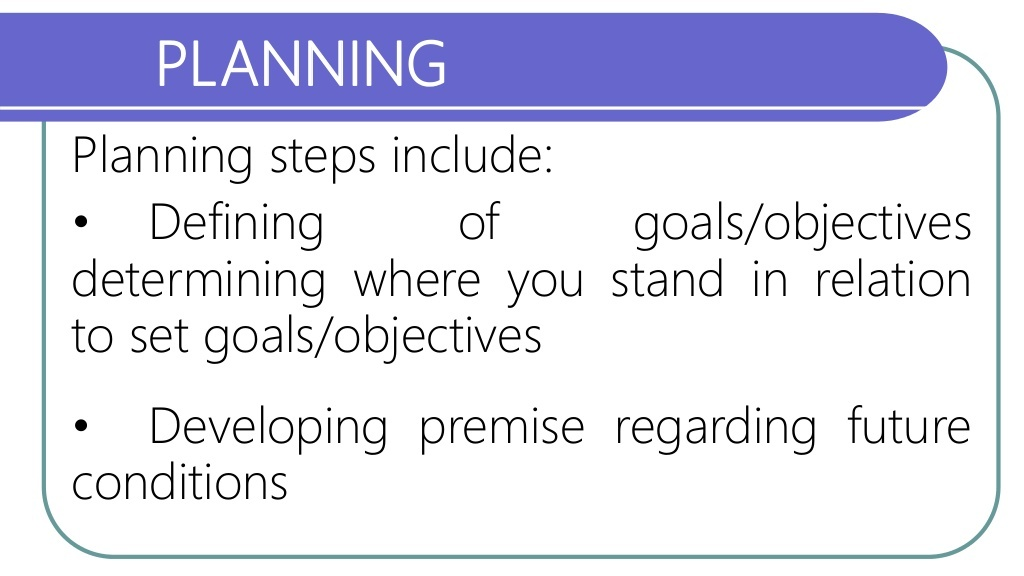 PLANNING
Planning steps include:
• Defining of goals/objectives
determining where you stand in relation
to set goals/objectives
• Developing premise regarding future
conditions